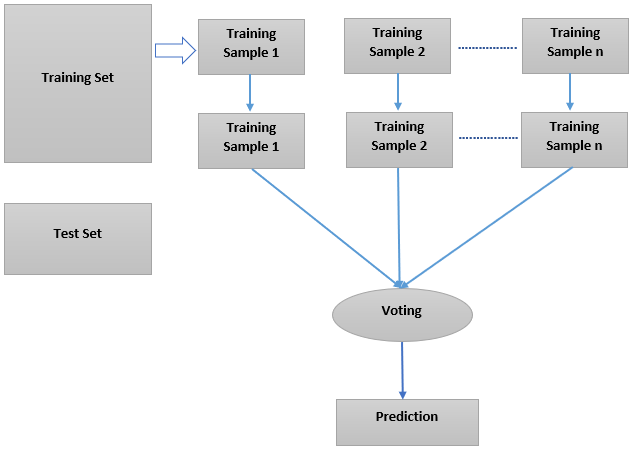 Training Set
Training
Sample 1
Training
Sample 2
Training
Sample n
Training
Sample 1
Training
Sample 2
Training
Sample n
Test Set
Voting
Prediction